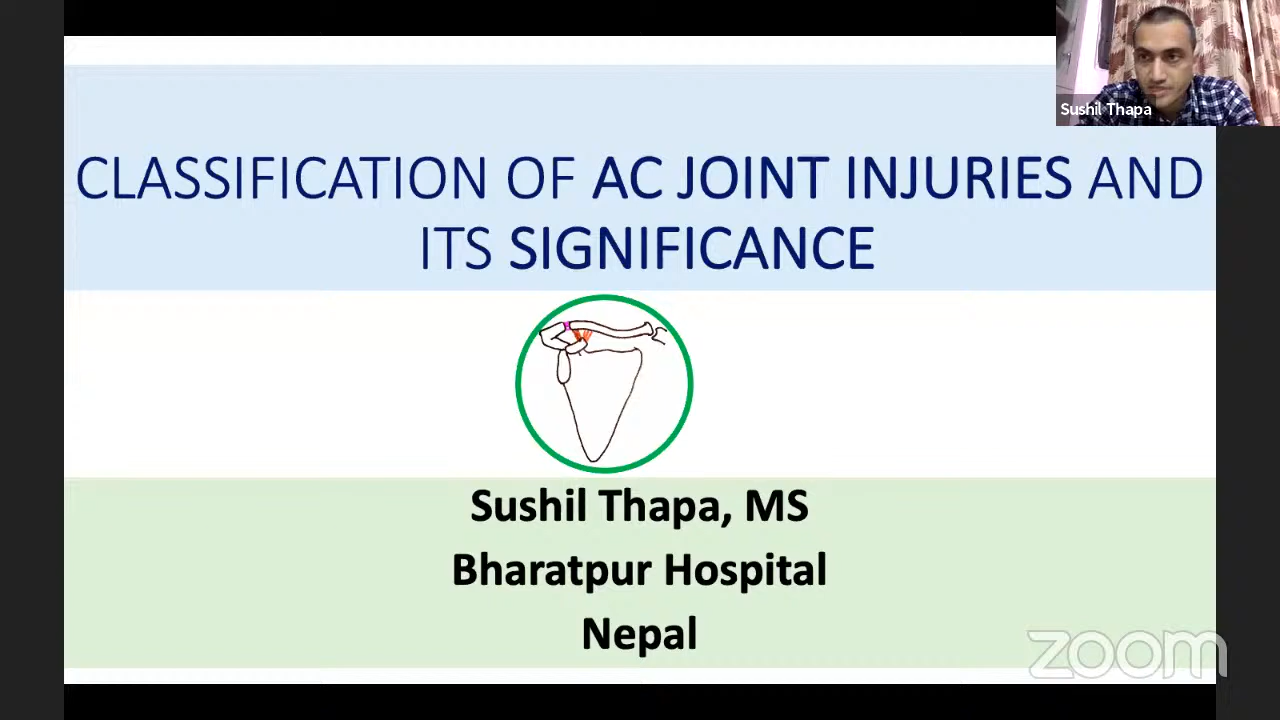 Sushil Thapa
CLASSIFICATION OF AC JOINT INJURIES AND
ITS SIGNIFICANCE
Sushil Thapa, MS
Bharatpur Hospital
Nepal
zoom